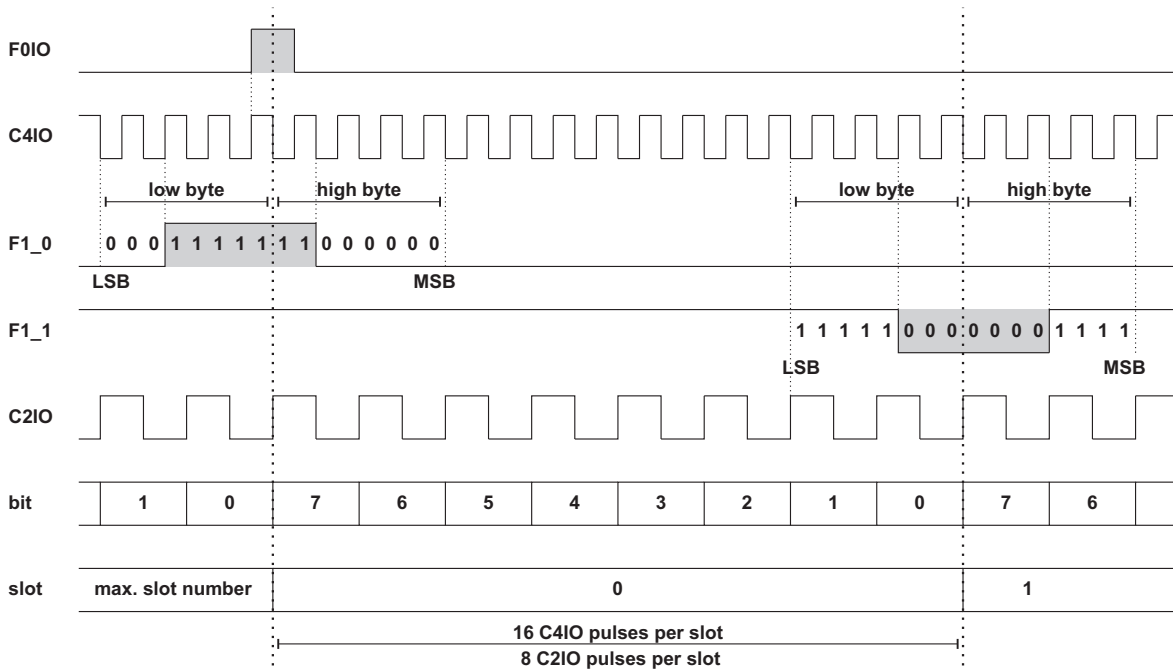 F0IO
C4IO
low byte high byte low byte high byte
F1_0 0 0 0 1 1 1 1 1 1 1 0 0 0 0 0 0
LSB MSB
F1_1 1 1 1 1 1 0 0 0 0 0 0 0 1 1 1 1
LSB MSB
C2IO
bit 1 0 7 6 5 4 3 2 1 0 7 6
slot max. slot number 0 1
16 C4IO pulses per slot
8 C2IO pulses per slot